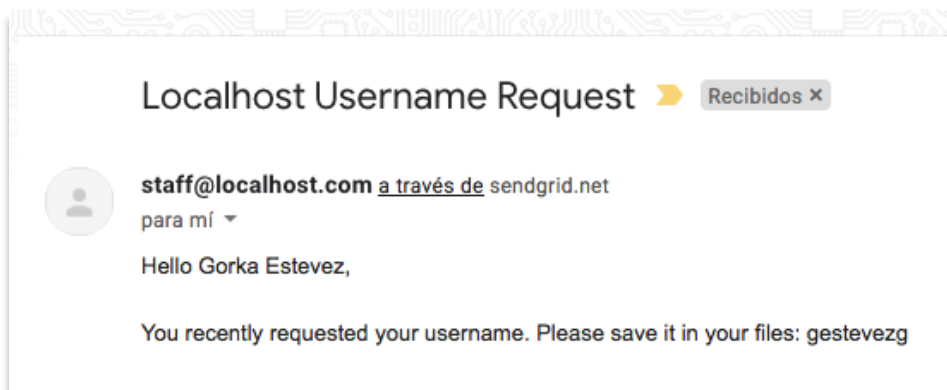 Localhost Username Request Recibidos ×
staff@localhost.com a través de sendgrid.net
para mí
Hello Gorka Estevez,
You recently requested your username. Please save it in your files: gestevezg